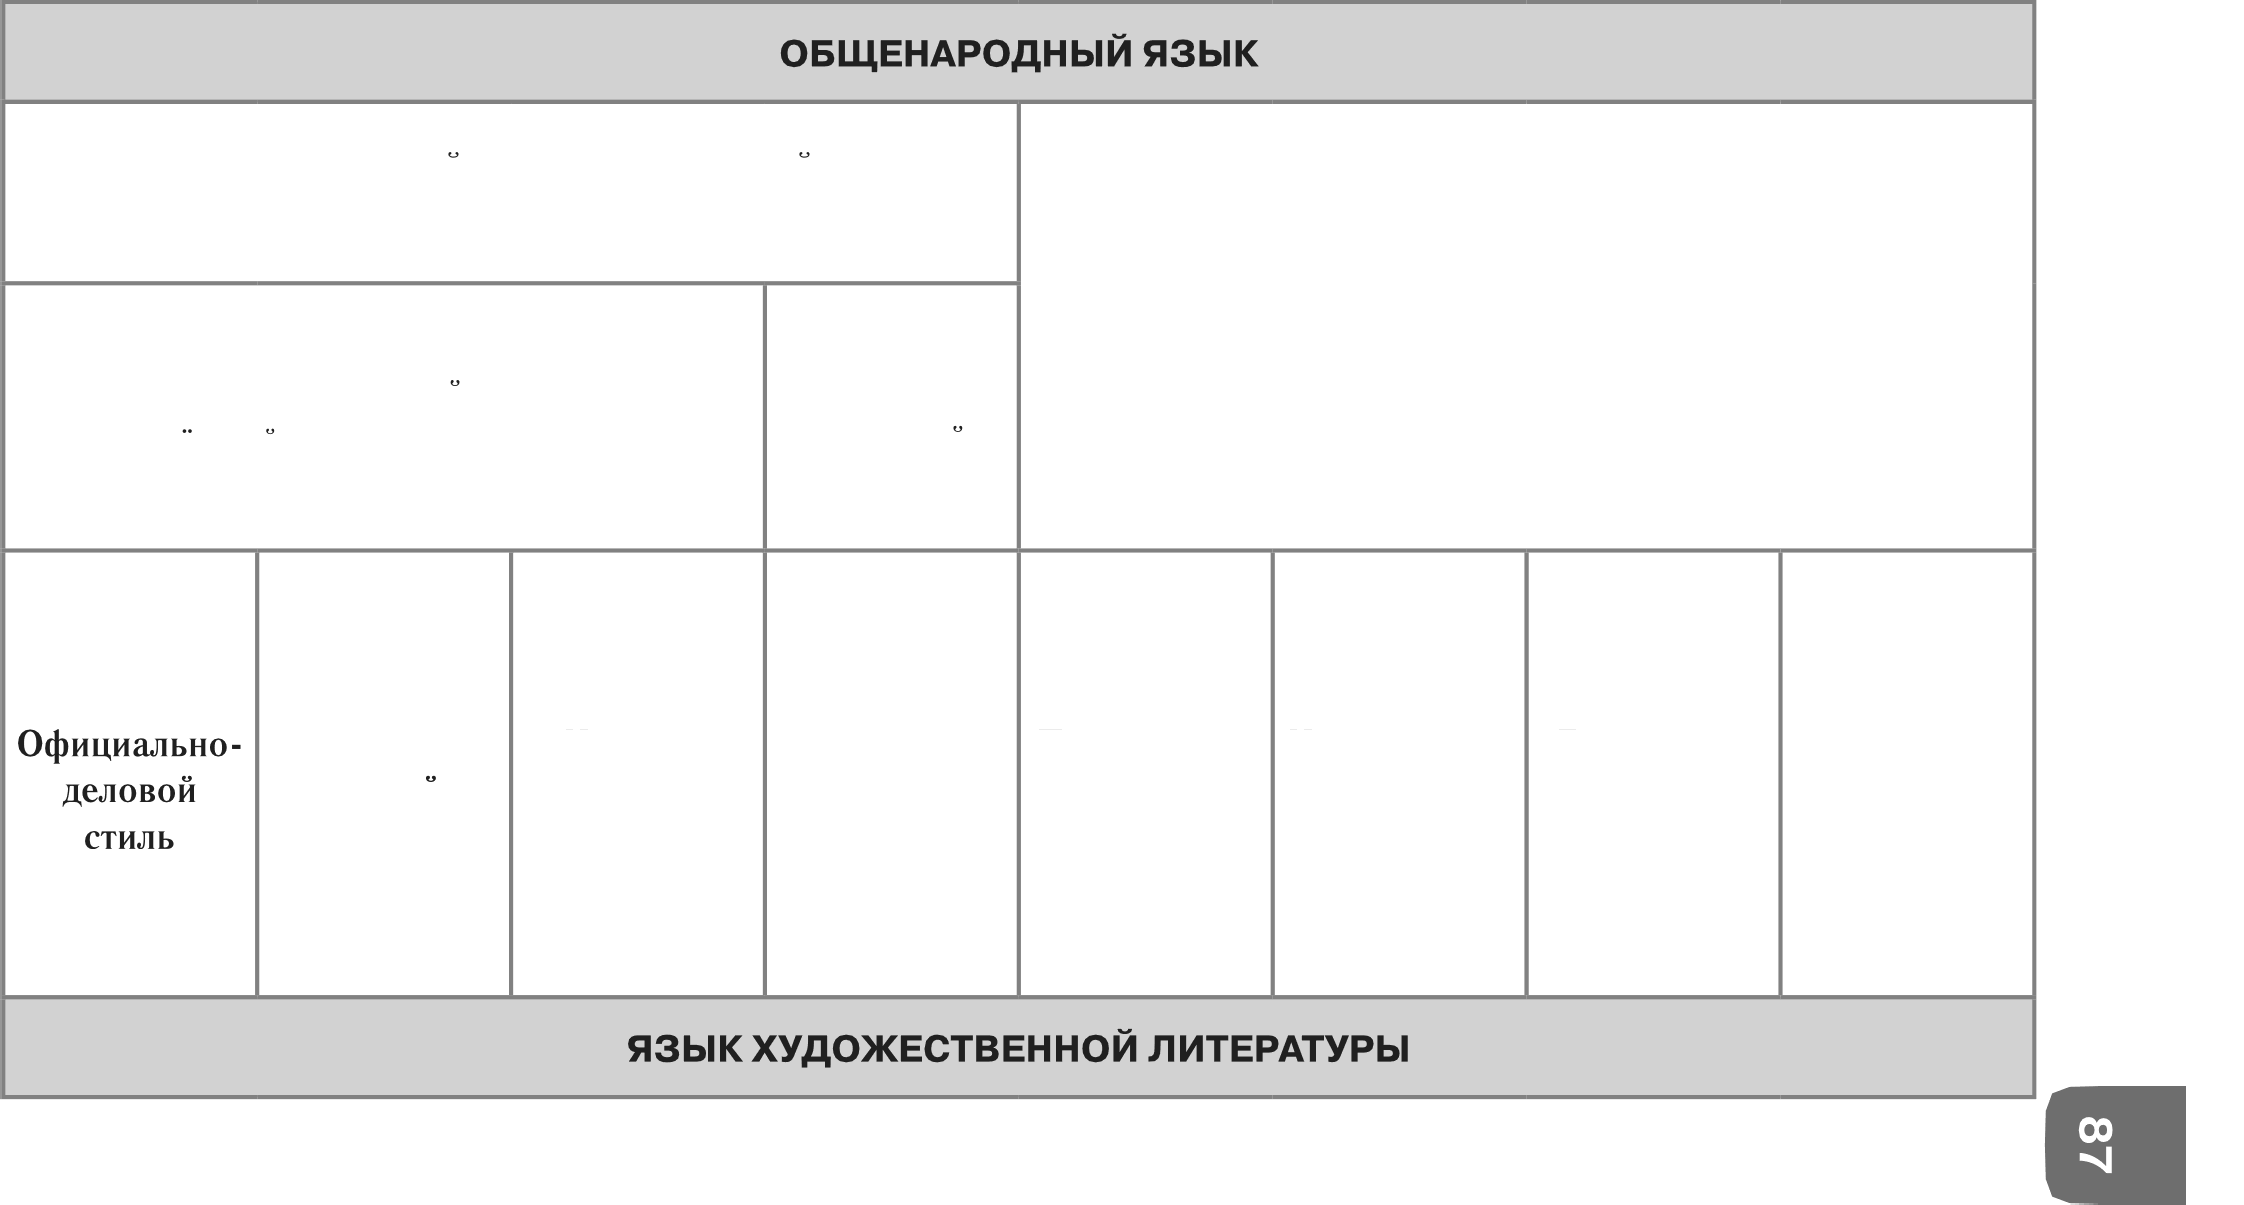 ОБЩЕНАРОДНЫЙ ЯЗЫК
Официально-
деловой
стиль
ЯЗЫК ХУДОЖЕСТВЕННОЙ ЛИТЕРАТУРЫ
87